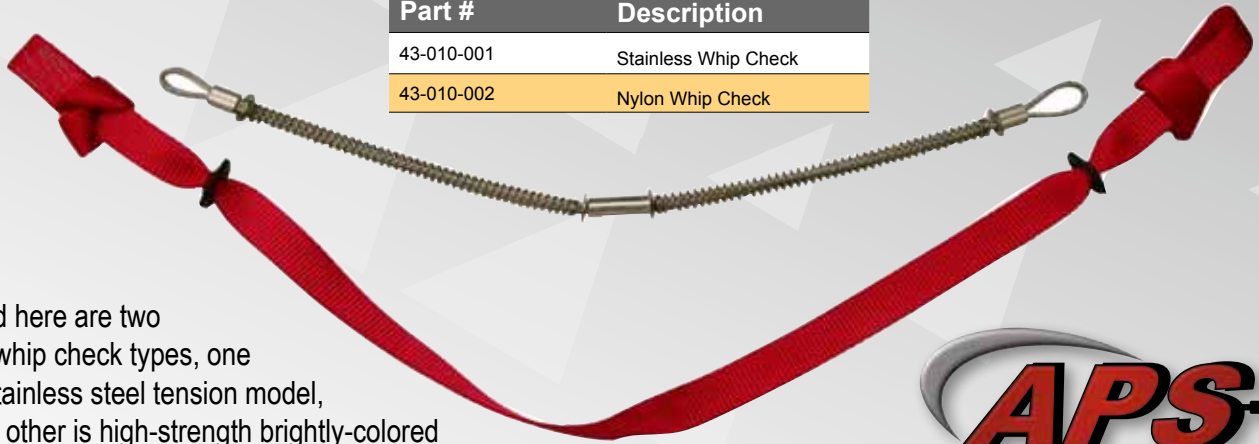 Part # Description
43-010-001 Stainless Whip Check
43-010-002 Nylon Whip Check
here are two
whip check types, one
stainless steel tension model,
other is high-strength brightly-colored
APS